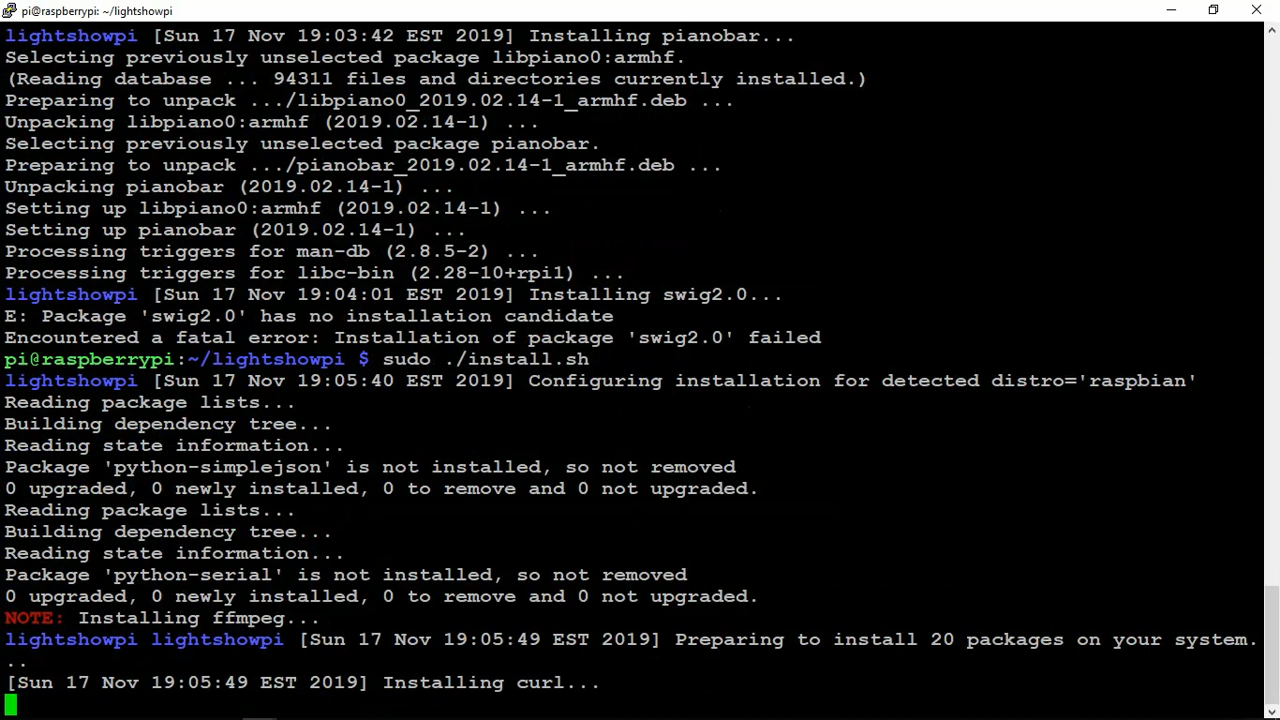 pi@raspberrypi: ~/lightshowpi
lightshowpi [Sun 17 Nov 19:03:42 EST 2019] Installing pianobar...
Selecting previously unselected package libpiano0:armhf.
(Reading database ... 94311 files and directories currently installed.)
Preparing to unpack .../libpiano0_2019.02.14-1_armhf.deb ...
Unpacking libpiano0:armhf (2019.02.14-1) ...
Selecting previously unselected package pianobar.
Preparing to unpack .../pianobar_2019.02.14-1_armhf.deb ...
Unpacking pianobar (2019.02.14-1) ...
Setting up libpiano0:armhf (2019.02.14-1) ...
Setting up pianobar (2019.02.14-1) ...
Processing triggers for man-db (2.8.5-2) ...
Processing triggers for libc-bin (2.28-10+rpi1) ...
lightshowpi [Sun 17 Nov 19:04:01 EST 2019] Installing swig2.0...
E: Package 'swig2.0' has no installation candidate
Encountered a fatal error: Installation of package 'swig2.0' failed
pi@raspberrypi:~/lightshowpi $ sudo ./install.sh
lightshowpi [Sun 17 Nov 19:05:40 EST 2019] Configuring installation for detected distro='raspbian'
Reading package lists...
Building dependency tree...
Reading state information...
Package 'python-simplejson' is not installed, so not removed
0 upgraded, 0 newly installed, 0 to remove and 0 not upgraded.
Reading package lists...
Building dependency tree...
Reading state information...
Package 'python-serial' is not installed, so not removed
0 upgraded, 0 newly installed, 0 to remove and 0 not upgraded.
NOTE: Installing ffmpeg...
lightshowpi lightshowpi [Sun 17 Nov 19:05:49 EST 2019] Preparing to install 20 packages on your system.
..
[Sun 17 Nov 19:05:49 EST 2019] Installing curl...